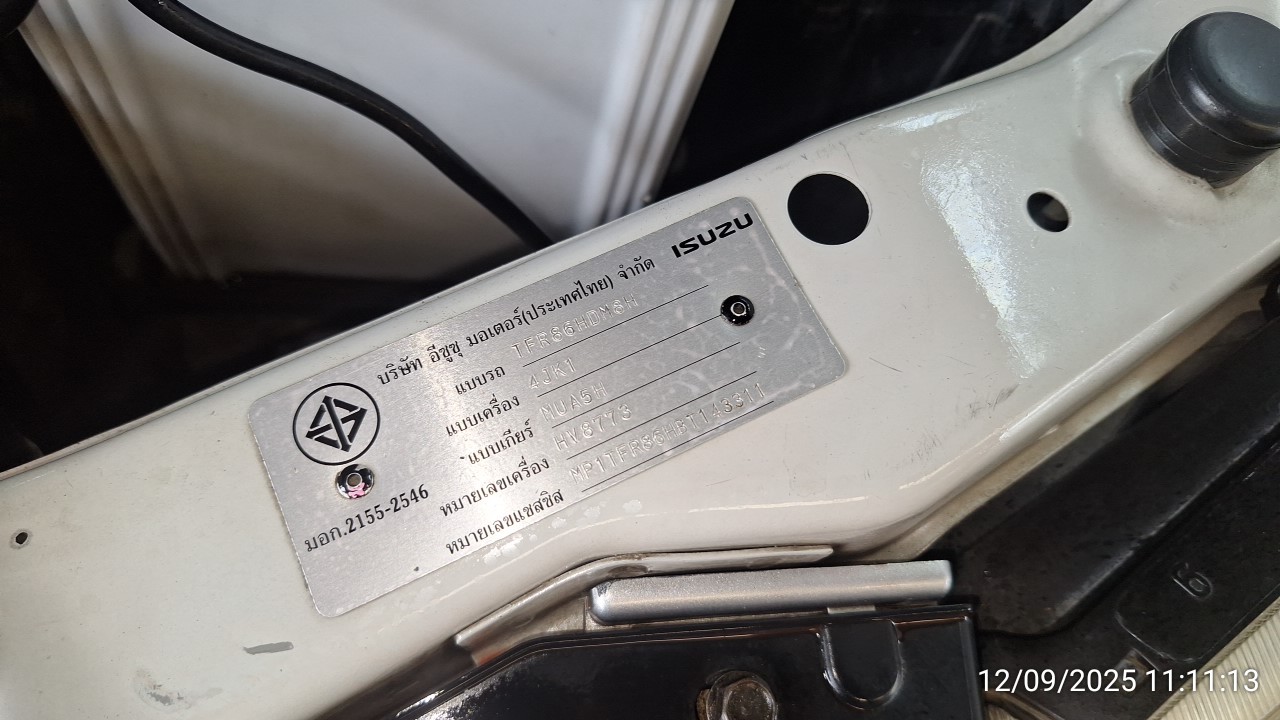 ISUZU
บริษัท อีซูซุ มอเตอร์(ประเทศไทย) จำกัด
แบบรถ TFR86HDM8H
แบบเครื่อง 4JK1
แบบเกียร์ MUA5H
หมายเลขเครื่อง HV8773
หมายเลขแชสซิส MP1TFR86HBT143311
มอก.2155-2546
12/09/2025 11:11:13